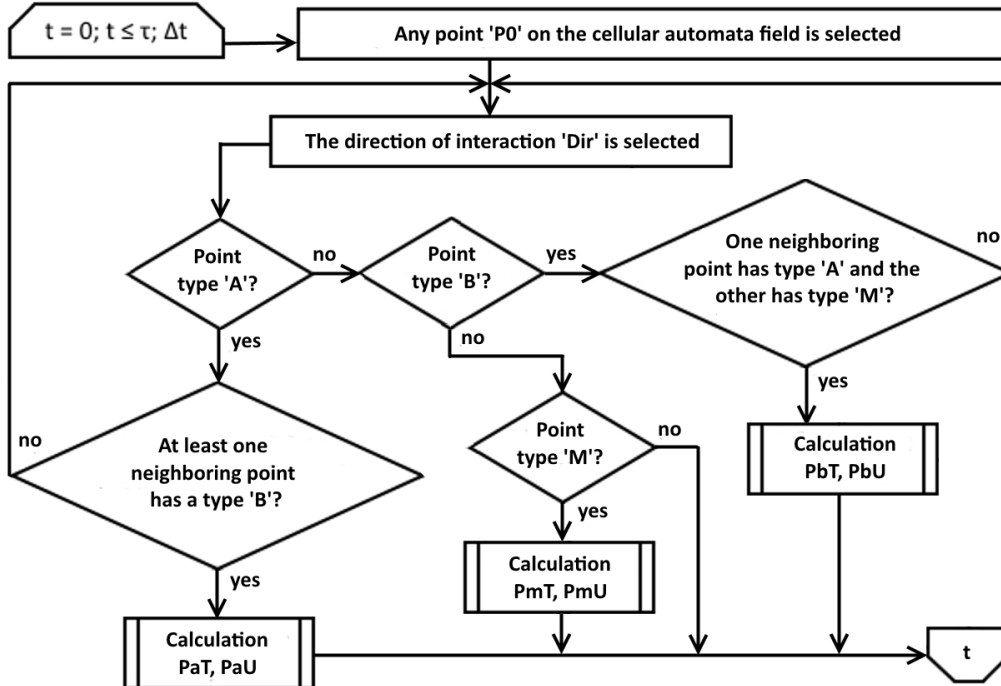 t = 0; t ≤ τ; Δt
Any point 'P0' on the cellular automata field is selected
The direction of interaction 'Dir' is selected
Point
type 'A'?
no
Point
type 'B'?
yes
One neighboring
point has type 'A' and the
other has type 'M'?
no
yes
no
yes
no
At least one
neighboring point
has a type 'B'?
Point
type 'M'?
no
Calculation
PbT, PbU
yes
yes
Calculation
PmT, PmU
Calculation
PaT, PaU
t